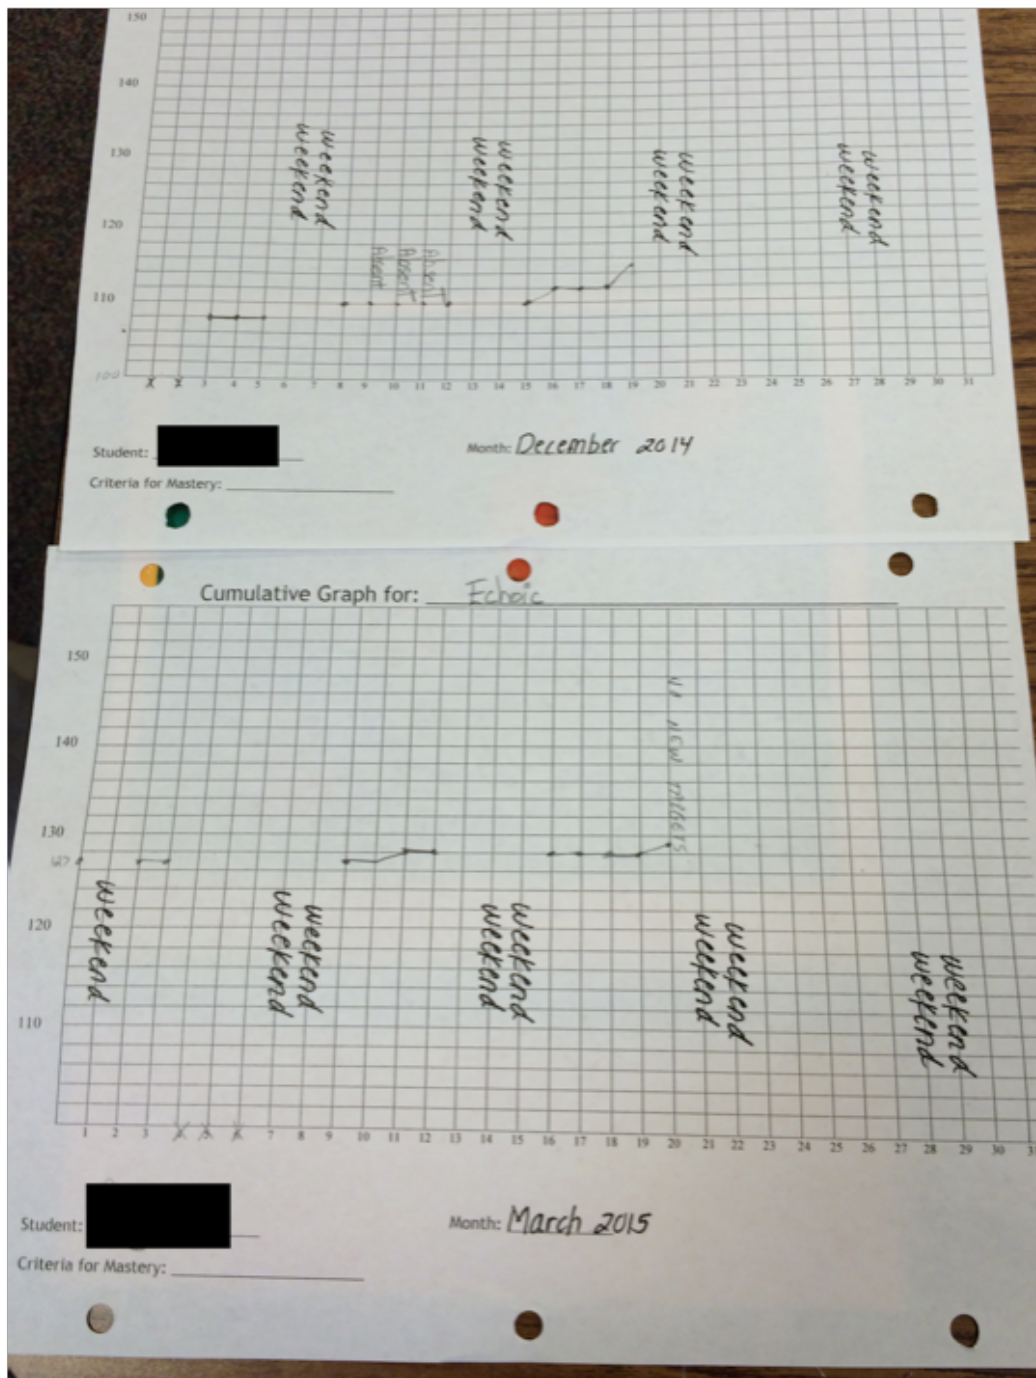 150
140
130
120
110
100
weekend
weekend
weekend
weekend
weekend
weekend
weekend
weekend
Absent
Absent
Absent
3 4 5 6 7 8 9 10 11 12 13 14 15 16 17 18 19 20 21 22 23 24 25 26 27 28 29 30 31
Student:
Month: December 2014
Criteria for Mastery:
Cumulative Graph for: Echoic
150
140
130
120
110
NO NEW TARGETS
weekend
weekend
weekend
weekend
weekend
weekend
weekend
weekend
weekend
1 2 3 4 5 6 7 8 9 10 11 12 13 14 15 16 17 18 19 20 21 22 23 24 25 26 27 28 29 30 31
Student:
Month: March 2015
Criteria for Mastery: